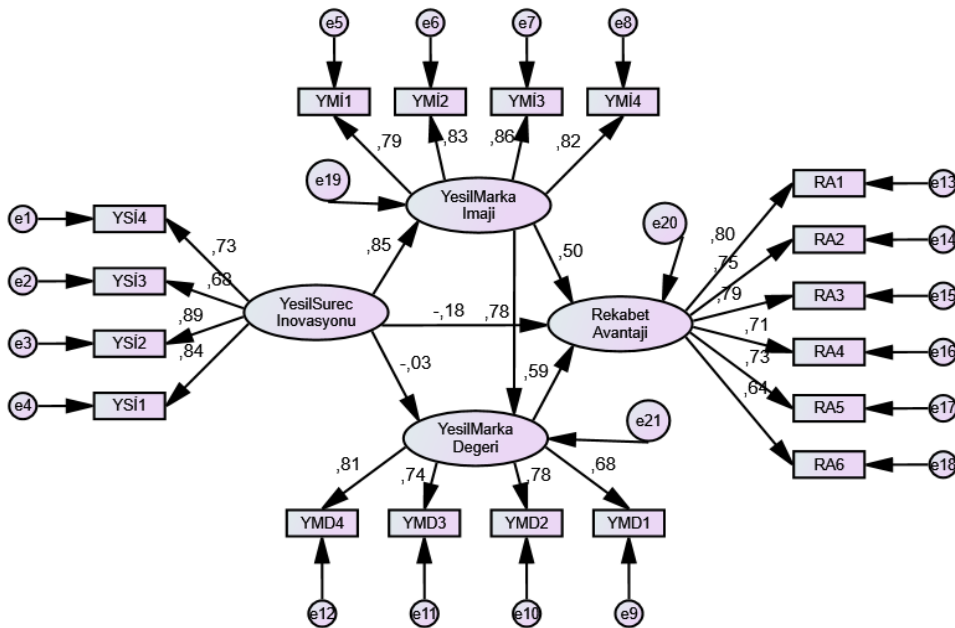 e5
e6
e7
e8
YMİ1
YMİ2
YMİ3
YMİ4
,79
,83
,86
,82
e19
YesilMarka
Imaji
e1
YSİ4
e2
YSİ3
e3
YSİ2
e4
YSİ1
,73
,68
,89
,84
YesilSurec
Inovasyonu
,85
-,18
,78
-,03
,50
,59
e20
Rekabet
Avantaji
,80
,75
,79
,71
,73
,64
RA1
e13
RA2
e14
RA3
e15
RA4
e16
RA5
e17
RA6
e18
YesilMarka
Degeri
e21
,81
,74
,78
,68
YMD4
YMD3
YMD2
YMD1
e12
e11
e10
e9